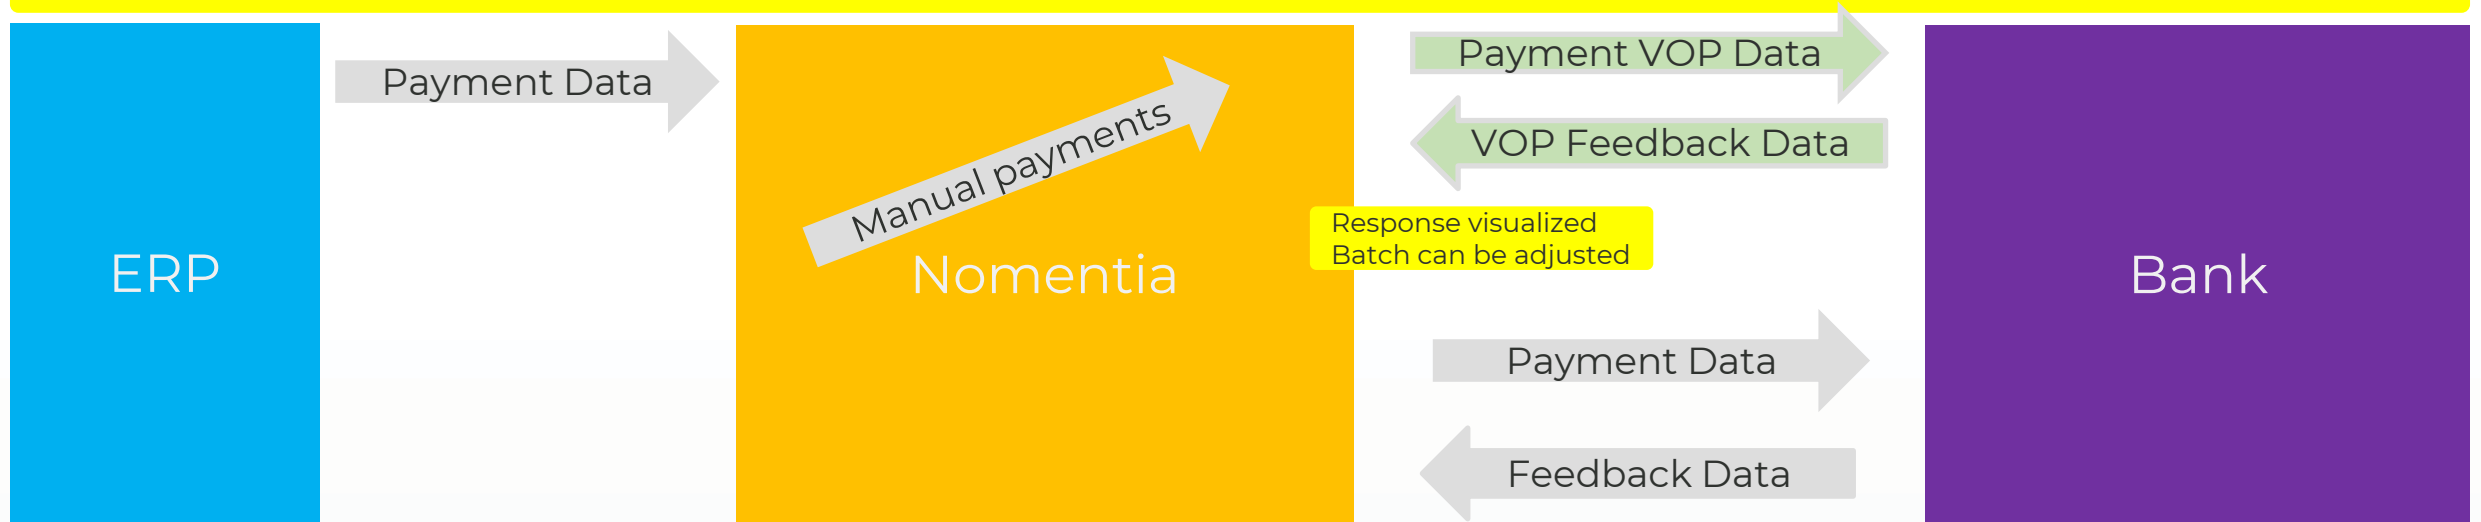 Payment Data
Payment VOP Data
VOP Feedback Data
Manual payments
Response visualized
Batch can be adjusted
ERP
Nomentia
Bank
Payment Data
Feedback Data